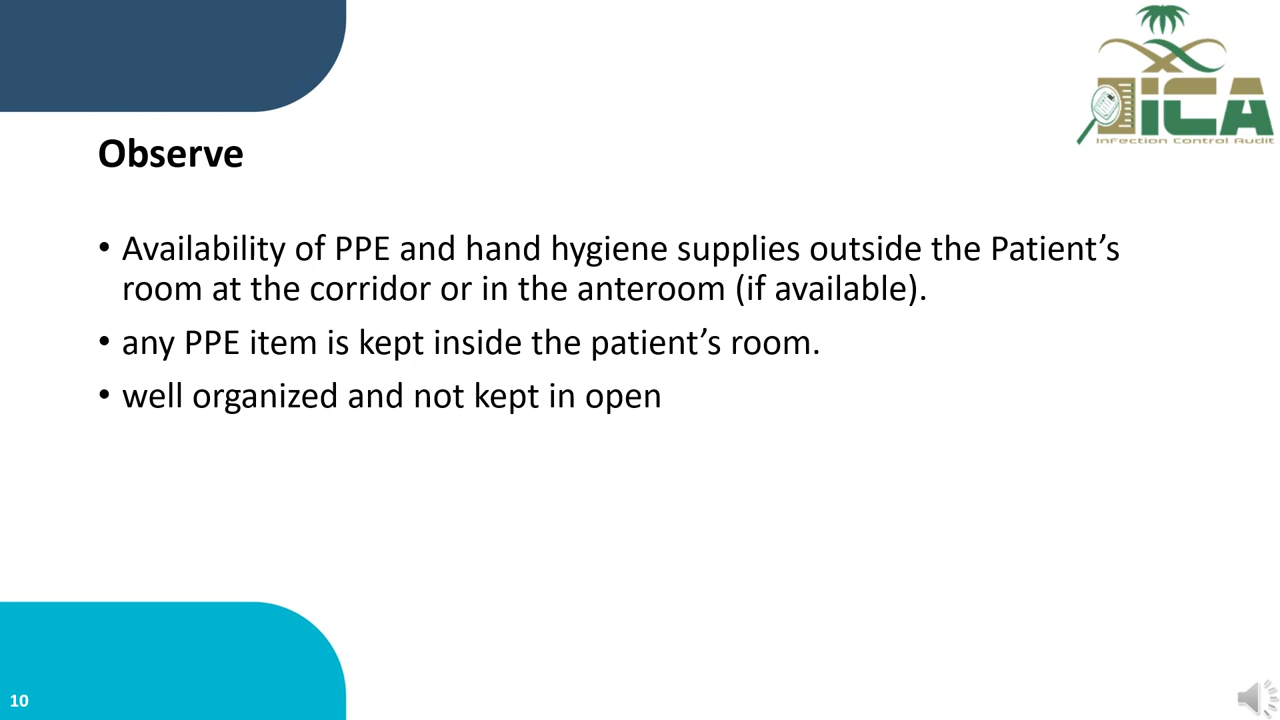 iCA
Infection Control Audit
Observe
• Availability of PPE and hand hygiene supplies outside the Patient’s
room at the corridor or in the anteroom (if available).
• any PPE item is kept inside the patient’s room.
• well organized and not kept in open
10